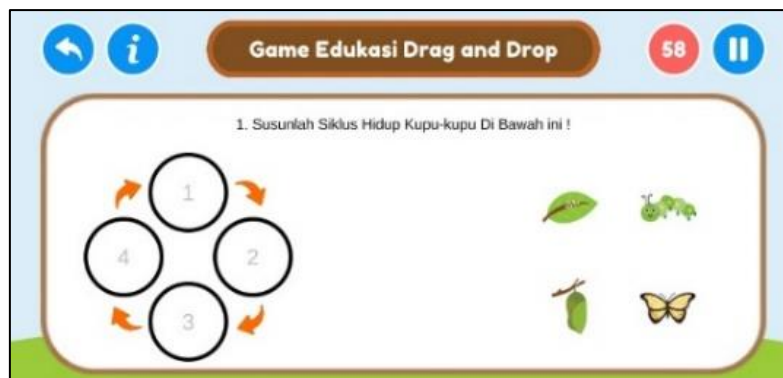 i
Game Edukasi Drag and Drop
58
1. Susunlah Siklus Hidup Kupu-kupu Di Bawah ini !
1
4
2
3